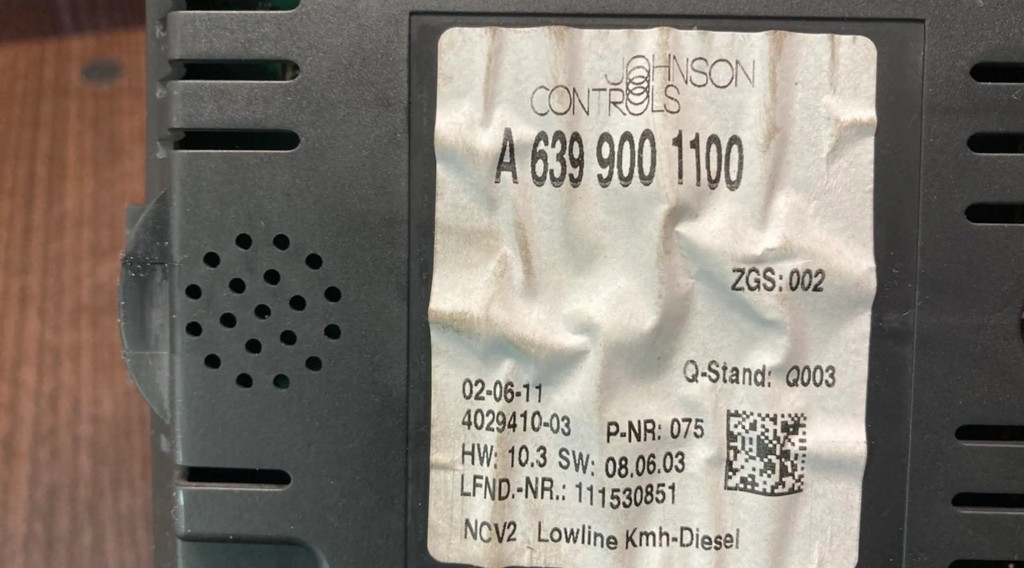 JOHNSON
CONTROLS
A 639 900 1100
ZGS: 002
Q-Stand: Q003
02-06-11
4029410-03 P-NR: 075
HW: 10.3 SW: 08.06.03
LFND.-NR.: 111530851
NCV2 Lowline Kmh-Diesel